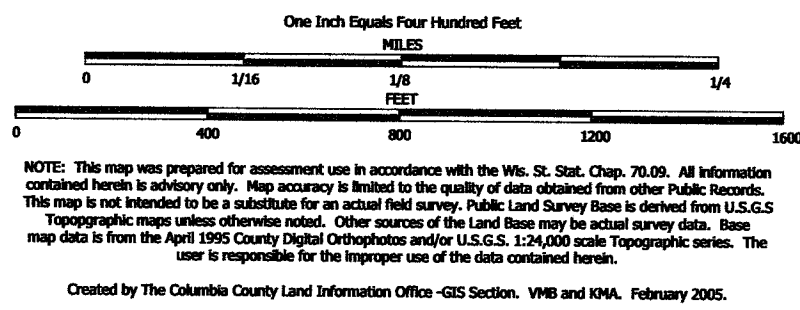 One Inch Equals Four Hundred Feet
MILES
0 1/16 1/8 1/4
FEET
0 400 800 1200 1600
NOTE: This map was prepared for assessment use in accordance with the Wis. St. Stat. Chap. 70.09. All information
contained herein is advisory only. Map accuracy is limited to the quality of data obtained from other Public Records.
This map is not intended to be a substitute for an actual field survey. Public Land Survey Base is derived from U.S.G.S
Topopgraphic maps unless otherwise noted. Other sources of the Land Base may be actual survey data. Base
map data is from the April 1995 County Digital Orthophotos and/or U.S.G.S. 1:24,000 scale Topographic series. The
user is responsible for the improper use of the data contained herein.
Created by The Columbia County Land Information Office -GIS Section. VMB and KMA. February 2005.